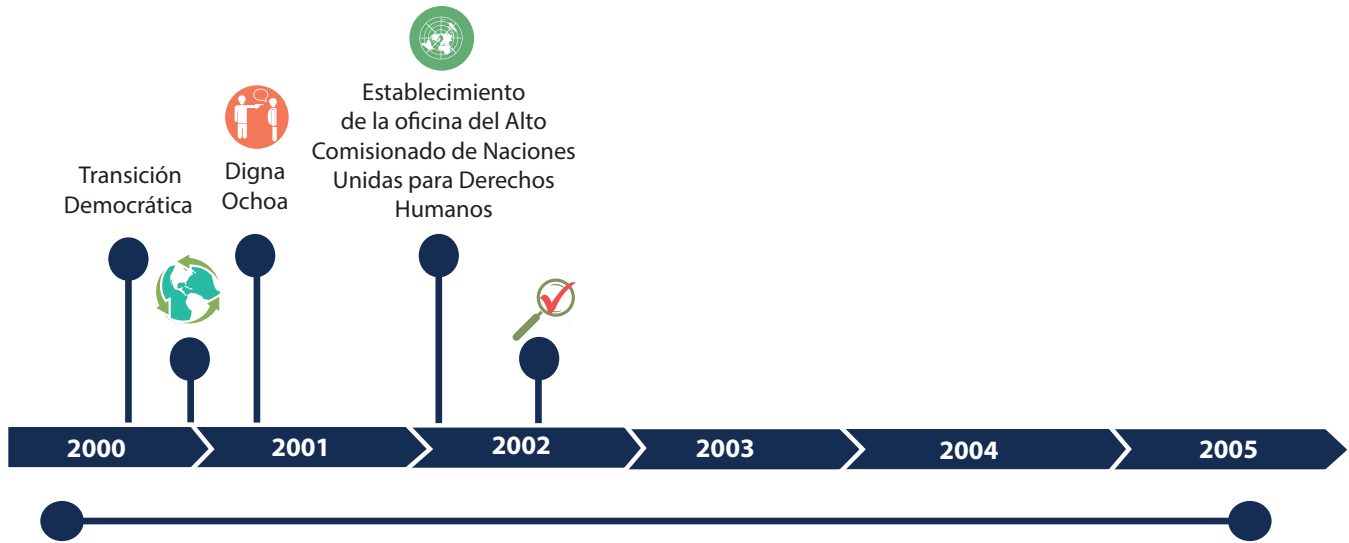 Establecimiento
de la oficina del Alto
Comisionado de Naciones
Unidas para Derechos
Humanos
Digna
Ochoa
Transición
Democrática
2000
2001
2002
2003
2004
2005